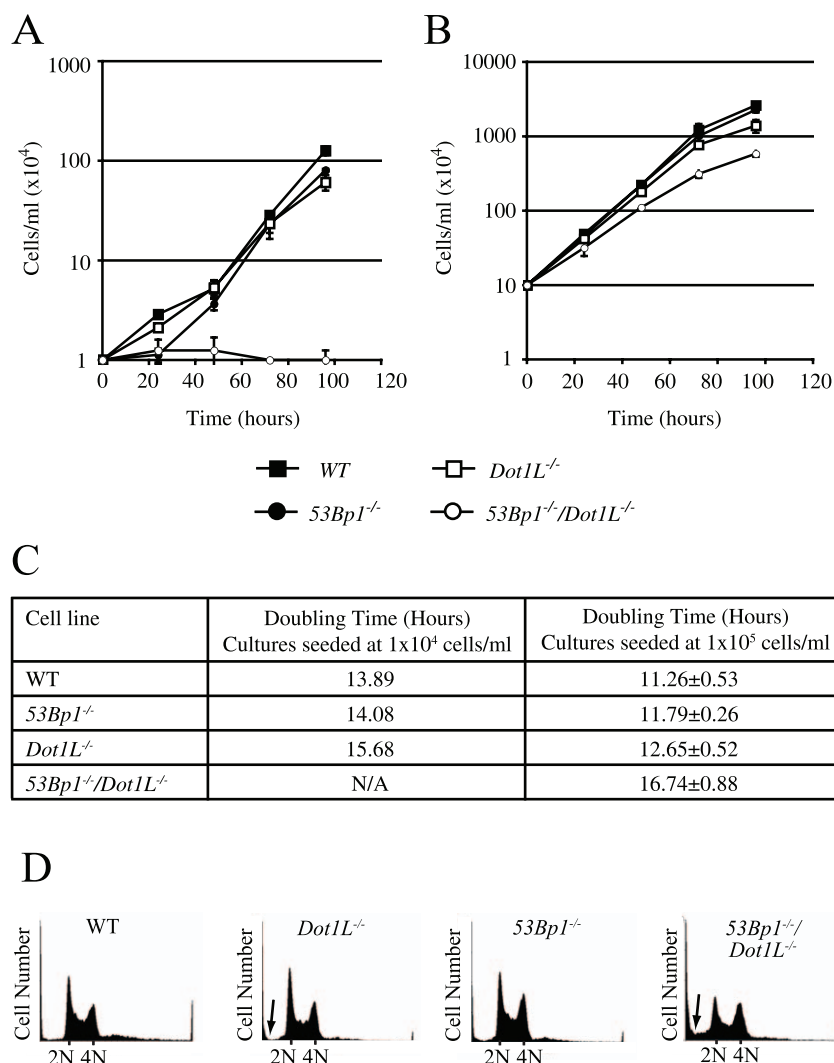 A
B
1000
100
10
1
0 20 40 60 80 100 120
Cells/ml (x10⁴)
Time (hours)
10000
1000
100
10
1
0 20 40 60 80 100 120
Cells/ml (x10⁴)
Time (hours)
WT
Dot1L-/-
53Bp1-/-
53Bp1-/-/Dot1L-/-
C
Cell line
Doubling Time (Hours)
Cultures seeded at 1x10⁴ cells/ml
Doubling Time (Hours)
Cultures seeded at 1x10⁵ cells/ml
WT 13.89 11.26±0.53
53Bp1-/- 14.08 11.79±0.26
Dot1L-/- 15.68 12.65±0.52
53Bp1-/-/Dot1L-/- N/A 16.74±0.88
D
Cell Number
WT
2N 4N
Cell Number
Dot1L-/-
2N 4N
Cell Number
53Bp1-/-
2N 4N
Cell Number
53Bp1-/-/
Dot1L-/-
2N 4N